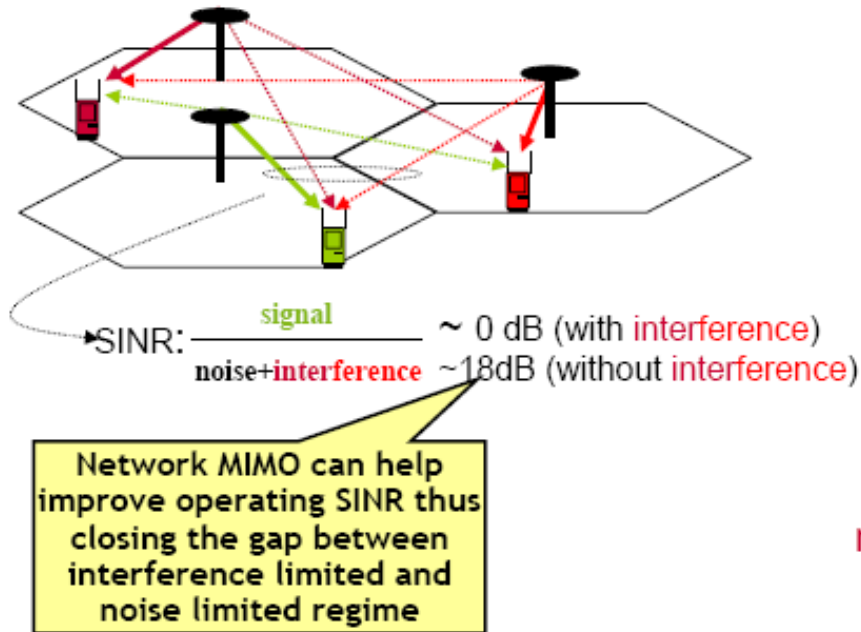 signal
SINR:
noise+interference
~ 0 dB (with interference)
~18dB (without interference)
Network MIMO can help
improve operating SINR thus
closing the gap between
interference limited and
noise limited regime